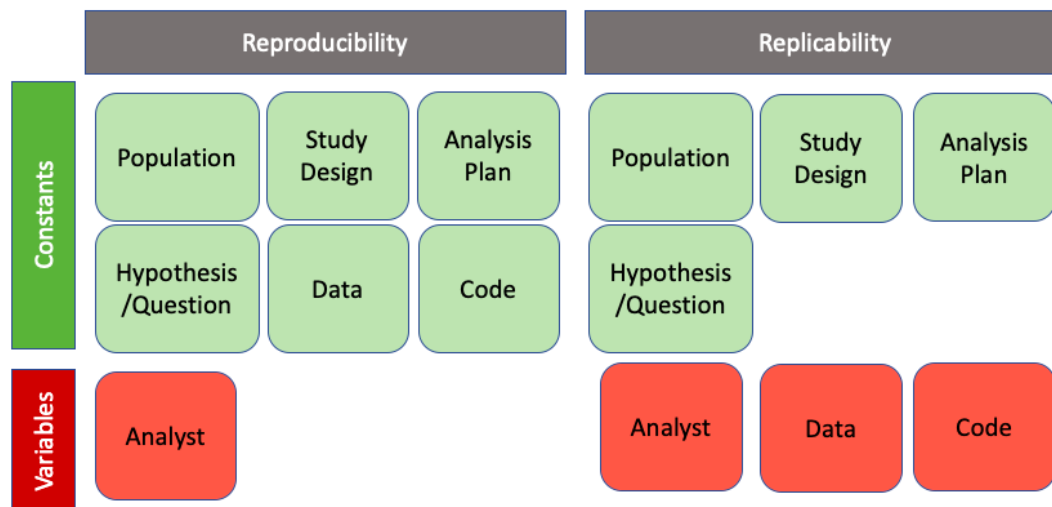 Reproducibility
Replicability
Constants
Population
Study
Design
Analysis
Plan
Population
Study
Design
Analysis
Plan
Hypothesis
/Question
Data
Code
Hypothesis
/Question
Variables
Analyst
Analyst
Data
Code